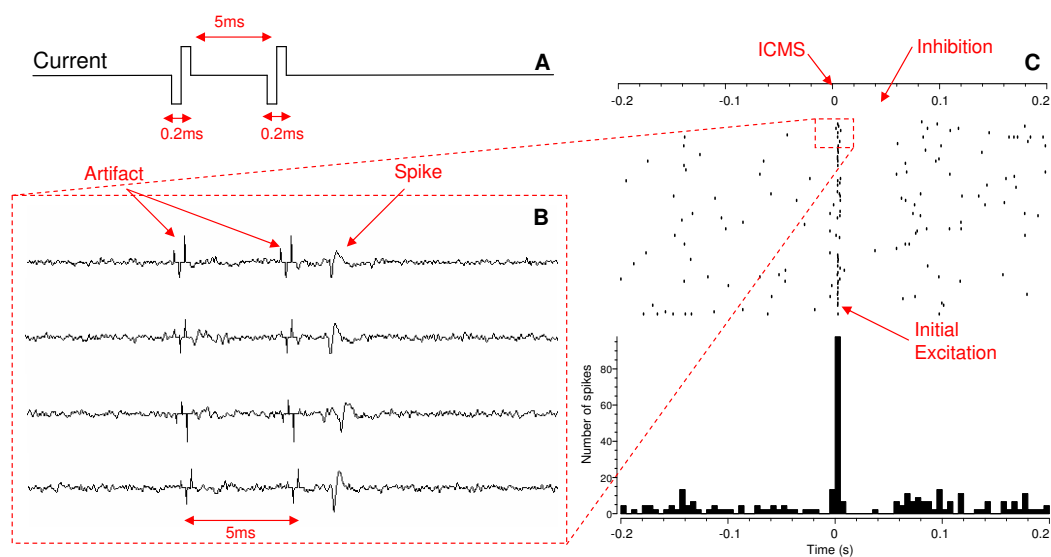 5ms
Current
A
0.2ms
0.2ms
Artifact
Spike
B
5ms
ICMS
Inhibition
C
-0.2
-0.1
0
0.1
0.2
Initial
Excitation
Number of spikes
80
60
40
20
0
-0.2
-0.1
0
0.1
0.2
Time (s)